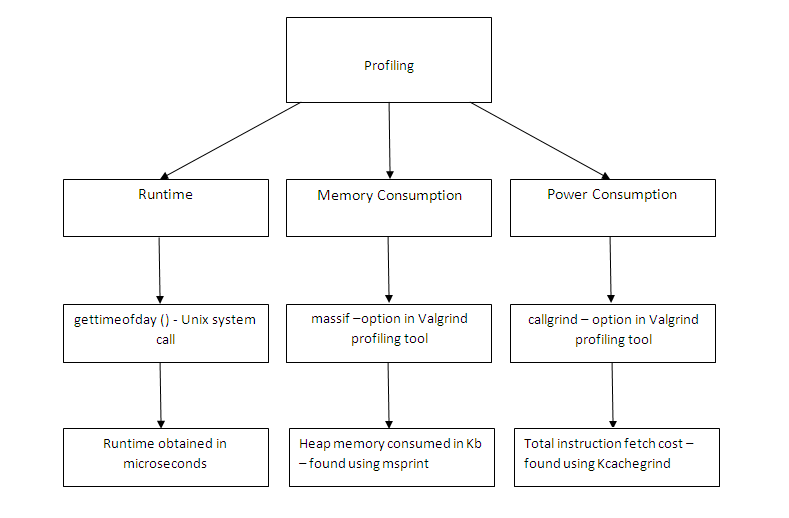 Profiling
Runtime
Memory Consumption
Power Consumption
gettimeofday () - Unix system
call
massif –option in Valgrind
profiling tool
callgrind – option in Valgrind
profiling tool
Runtime obtained in
microseconds
Heap memory consumed in Kb
– found using msprint
Total instruction fetch cost –
found using Kcachegrind